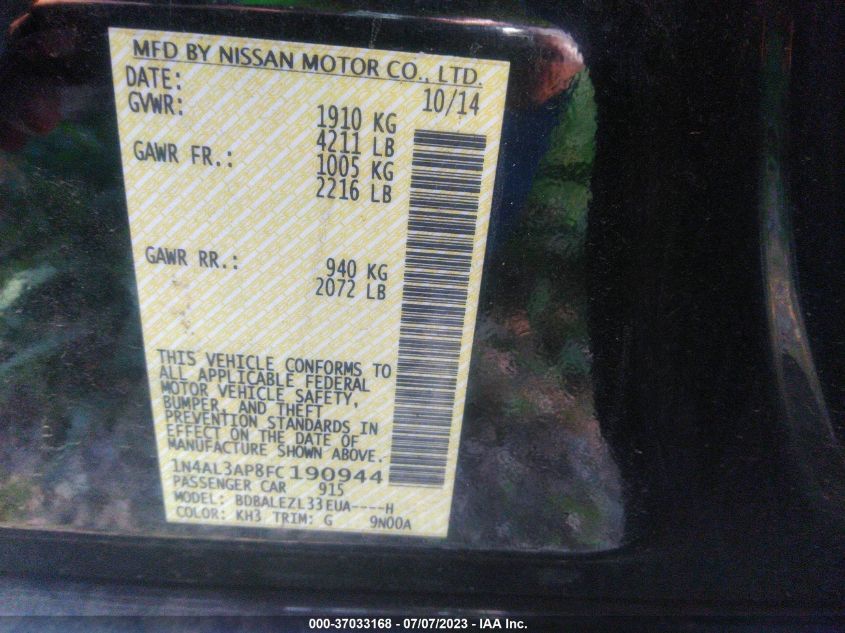 MFD BY NISSAN MOTOR CO., LTD.
DATE: 10/14
GVWR: 1910 KG
4211 LB
GAWR FR.: 1005 KG
2216 LB
GAWR RR.: 940 KG
2072 LB
THIS VEHICLE CONFORMS TO
ALL APPLICABLE FEDERAL
MOTOR VEHICLE SAFETY,
BUMPER, AND THEFT
PREVENTION STANDARDS IN
EFFECT ON THE DATE OF
MANUFACTURE SHOWN ABOVE.
1N4AL3AP8FC190944
PASSENGER CAR 915
MODEL: BDBALEZL33EUA----H
COLOR: KH3 TRIM: G 9N00A
000-37033168 - 07/07/2023 - IAA Inc.